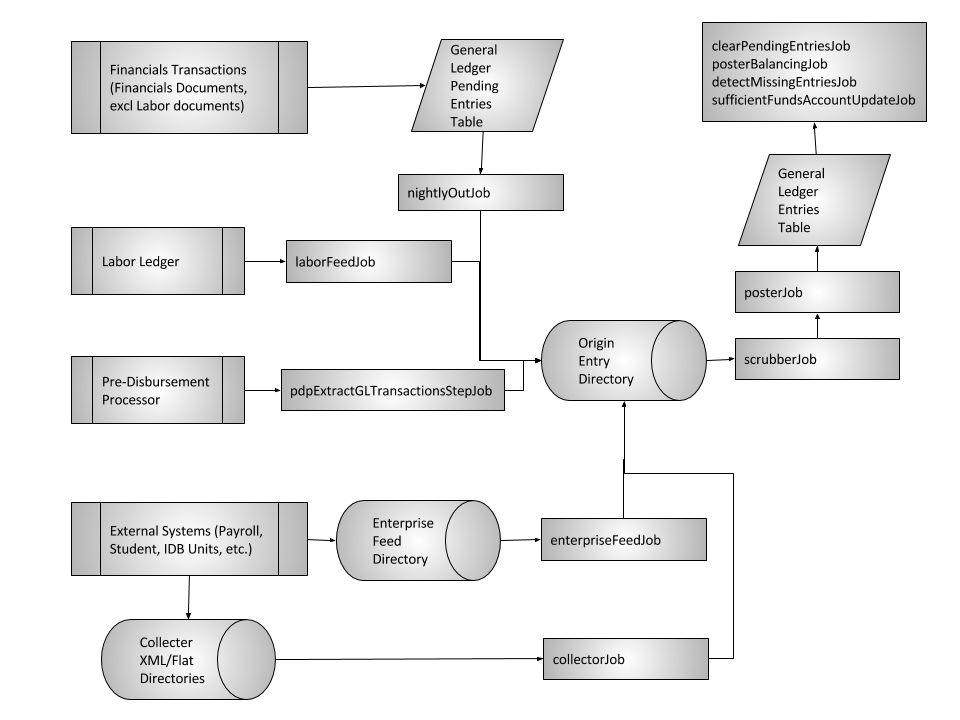 Financials Transactions
(Financials Documents,
excl Labor documents)
General
Ledger
Pending
Entries
Table
clearPendingEntriesJob
posterBalancingJob
detectMissingEntriesJob
sufficientFundsAccountUpdateJob
nightlyOutJob
General
Ledger
Entries
Table
Labor Ledger
laborFeedJob
posterJob
Origin
Entry
Directory
scrubberJob
Pre-Disbursement
Processor
pdpExtractGLTransactionsStepJob
External Systems (Payroll,
Student, IDB Units, etc.)
Enterprise
Feed
Directory
enterpriseFeedJob
Collecter
XML/Flat
Directories
collectorJob